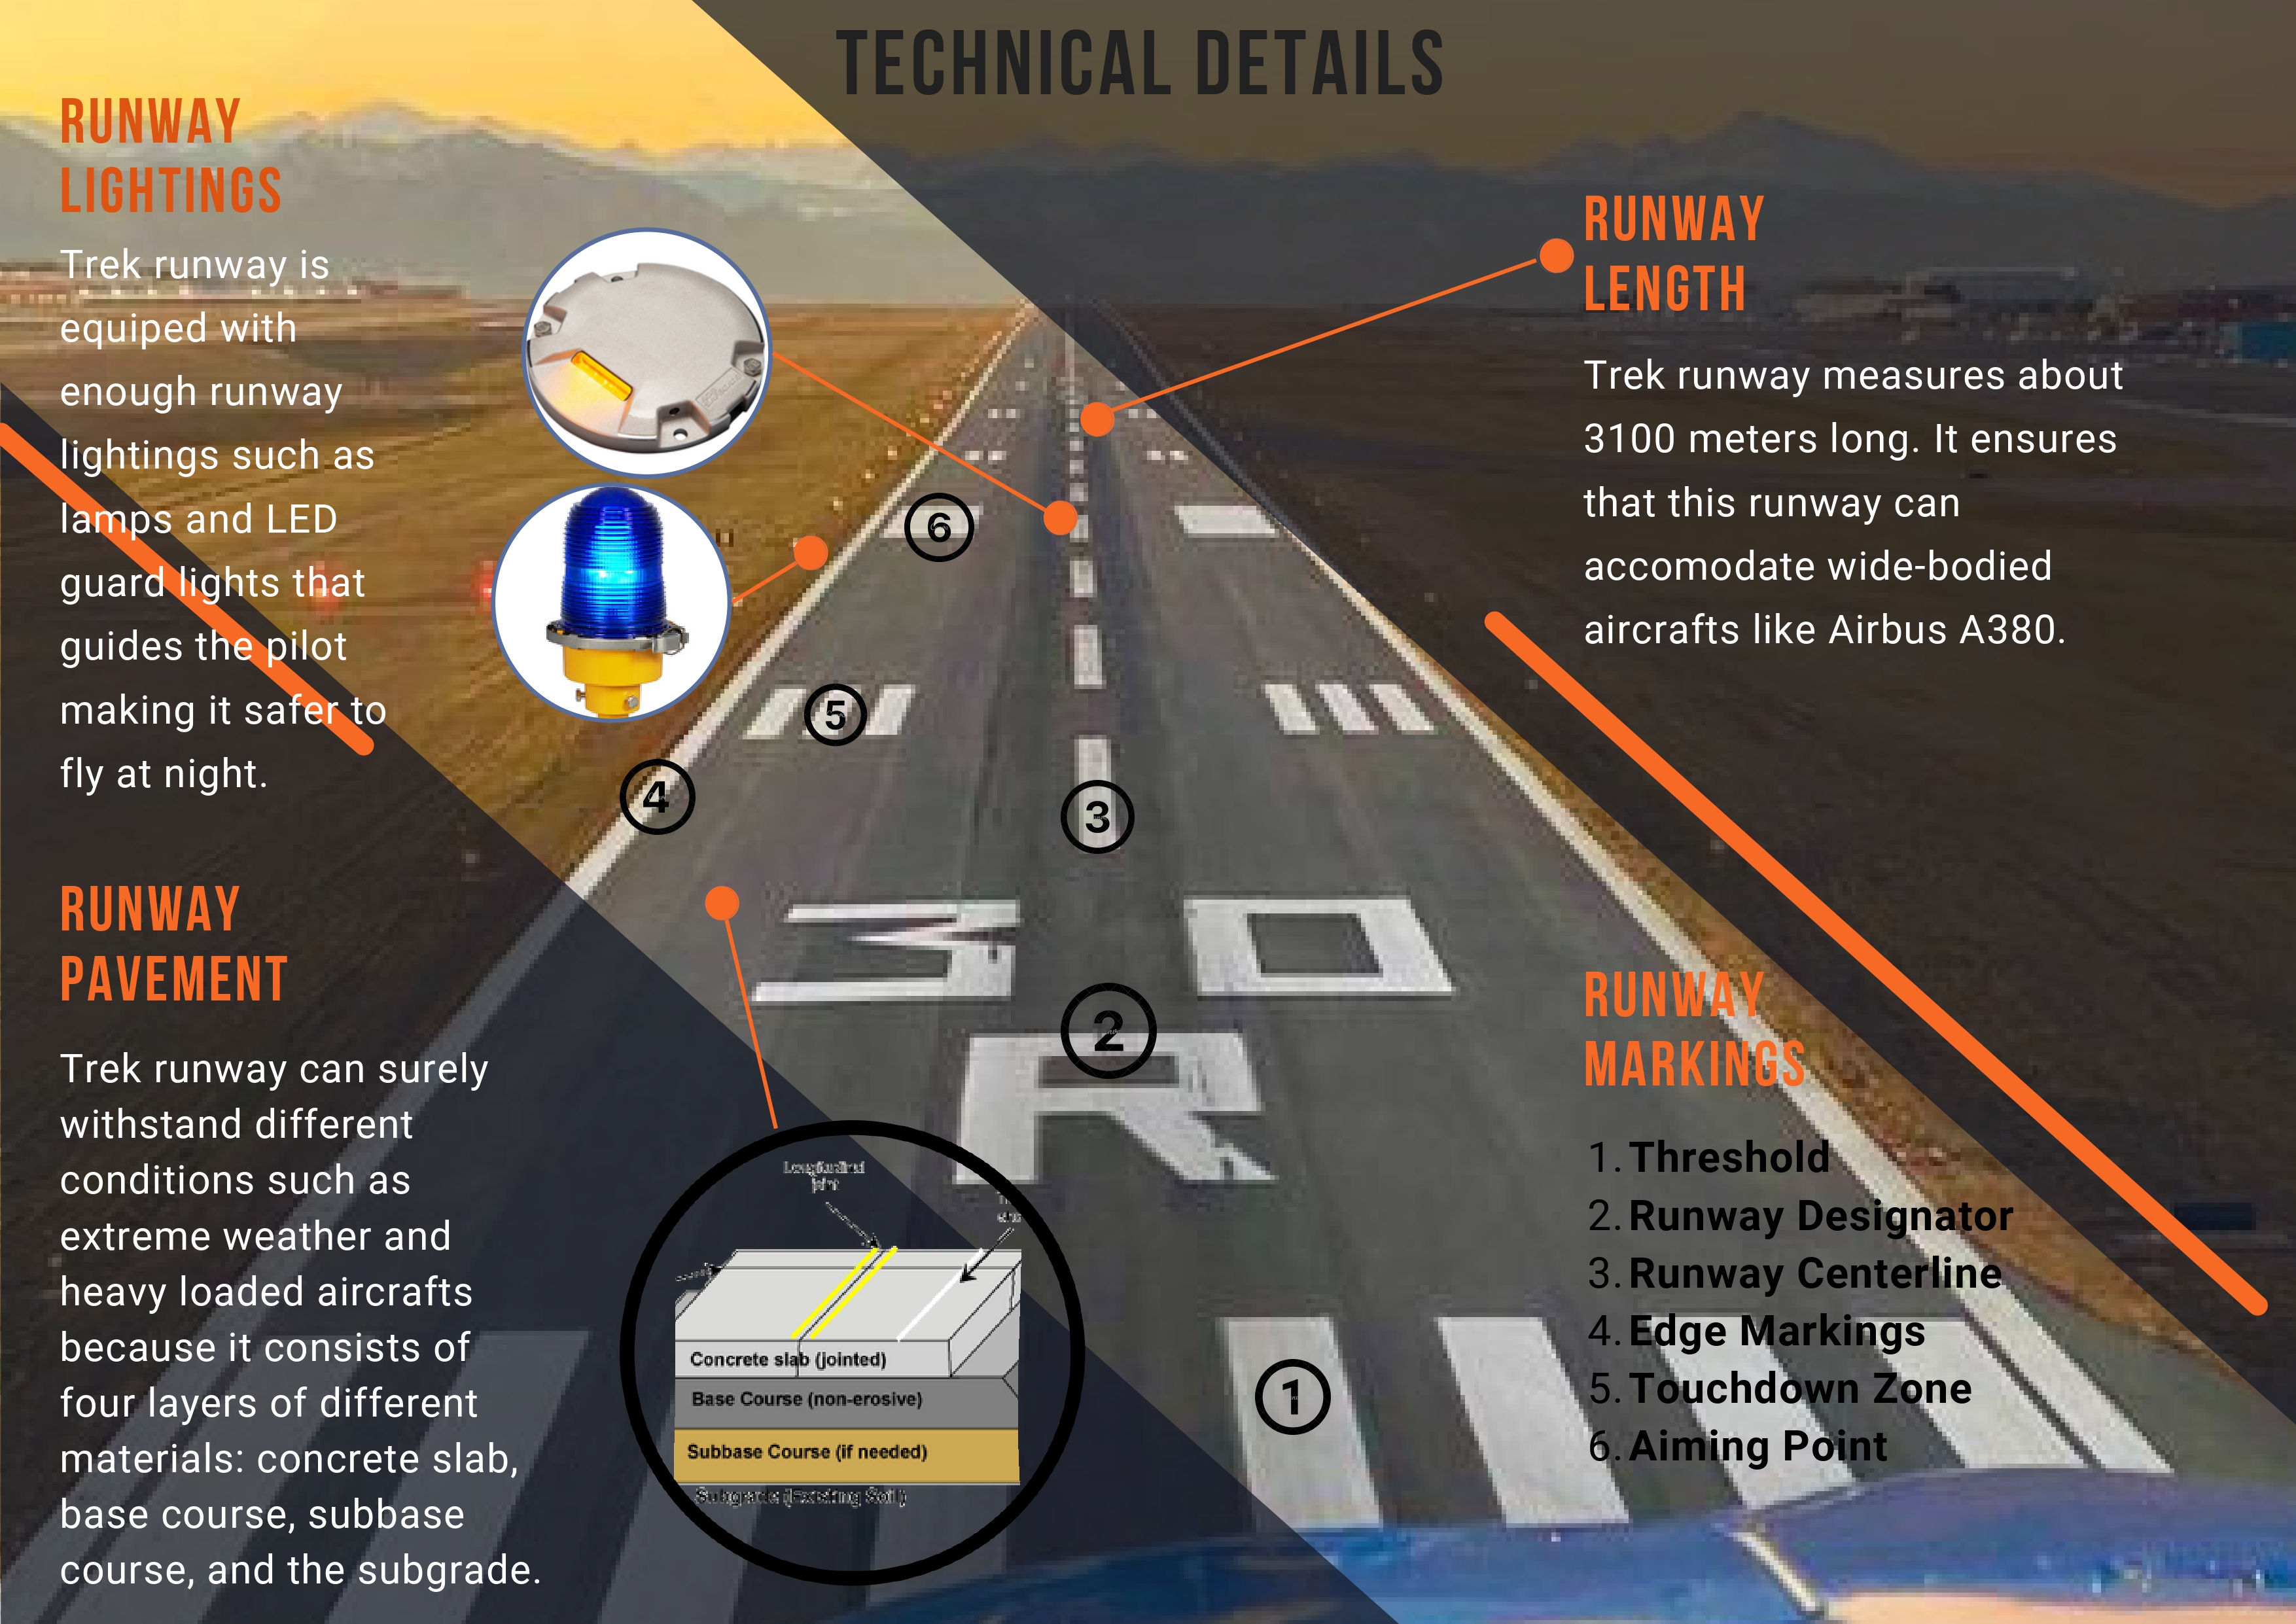 TECHNICAL DETAILS
RUNWAY
LIGHTINGS
Trek runway is
equiped with
enough runway
lightings such as
lamps and LED
guard lights that
guides the pilot
making it safer to
fly at night.
RUNWAY
PAVEMENT
Trek runway can surely
withstand different
conditions such as
extreme weather and
heavy loaded aircrafts
because it consists of
four layers of different
materials: concrete slab,
base course, subbase
course, and the subgrade.
6
5
4
3
3 0
2
R
1
Longitudinal
joint
Concrete slab (jointed)
Base Course (non-erosive)
Subbase Course (if needed)
Subgrade (Existing Soil)
RUNWAY
LENGTH
Trek runway measures about
3100 meters long. It ensures
that this runway can
accomodate wide-bodied
aircrafts like Airbus A380.
RUNWAY
MARKINGS
1. Threshold
2. Runway Designator
3. Runway Centerline
4. Edge Markings
5. Touchdown Zone
6. Aiming Point